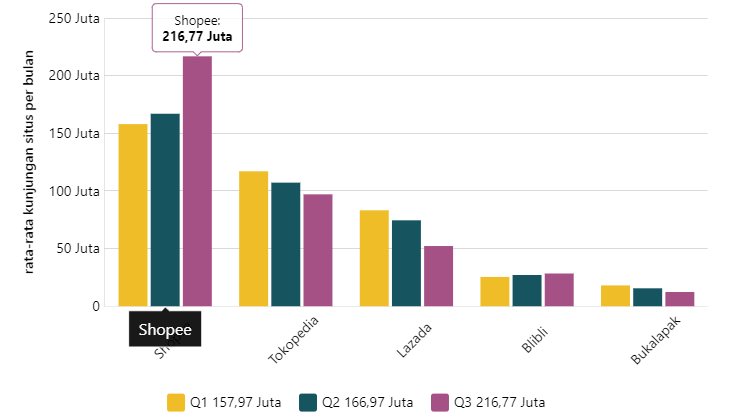 250 Juta
Shopee:
216,77 Juta
200 Juta
150 Juta
100 Juta
50 Juta
0
rata-rata kunjungan situs per bulan
Shopee
Tokopedia
Lazada
Blibli
Bukalapak
Q1 157,97 Juta
Q2 166,97 Juta
Q3 216,77 Juta